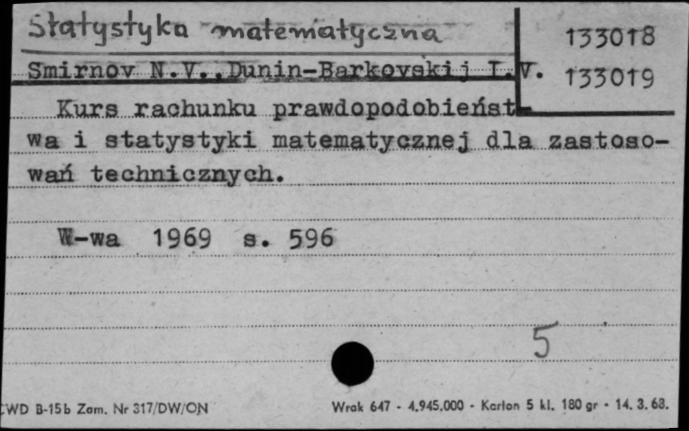 Statystyka matematyczna
133018
Smirnov N.V., Dunin-Barkovskij I.V.
133019
Kurs rachunku prawdopodobieńst-
wa i statystyki matematycznej dla zastoso-
wań technicznych.
W-wa 1969 s. 596
5
CWD B-15b Zam. Nr 317/DW/ON
Wrak 647 - 4.945.000 - Karton 5 kl. 180 gr - 14. 3. 68.